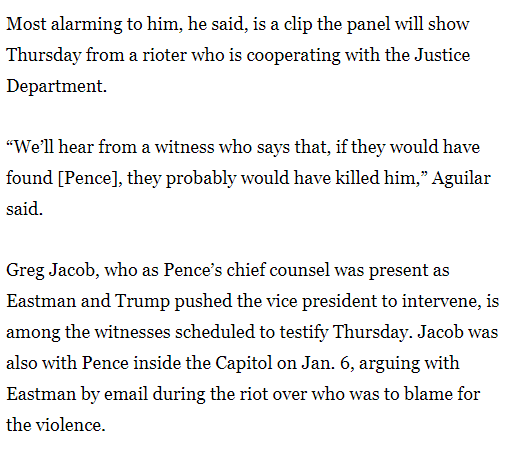 Most alarming to him, he said, is a clip the panel will show
Thursday from a rioter who is cooperating with the Justice
Department.
“We’ll hear from a witness who says that, if they would have
found [Pence], they probably would have killed him,” Aguilar
said.
Greg Jacob, who as Pence’s chief counsel was present as
Eastman and Trump pushed the vice president to intervene, is
among the witnesses scheduled to testify Thursday. Jacob was
also with Pence inside the Capitol on Jan. 6, arguing with
Eastman by email during the riot over who was to blame for
the violence.